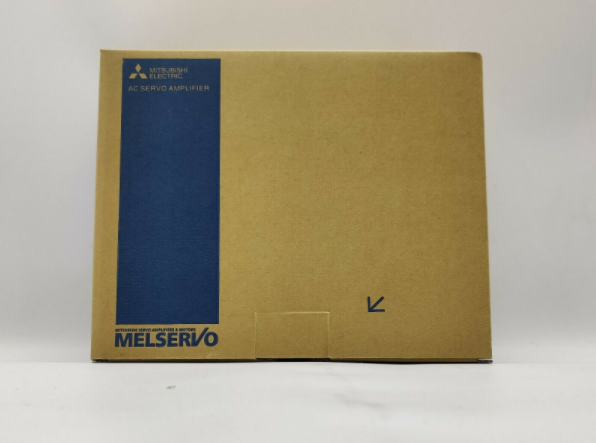 MITSUBISHI
ELECTRIC
AC SERVO AMPLIFIER
MITSUBISHI SERVO AMPLIFIERS & MOTORS
MELSERVO